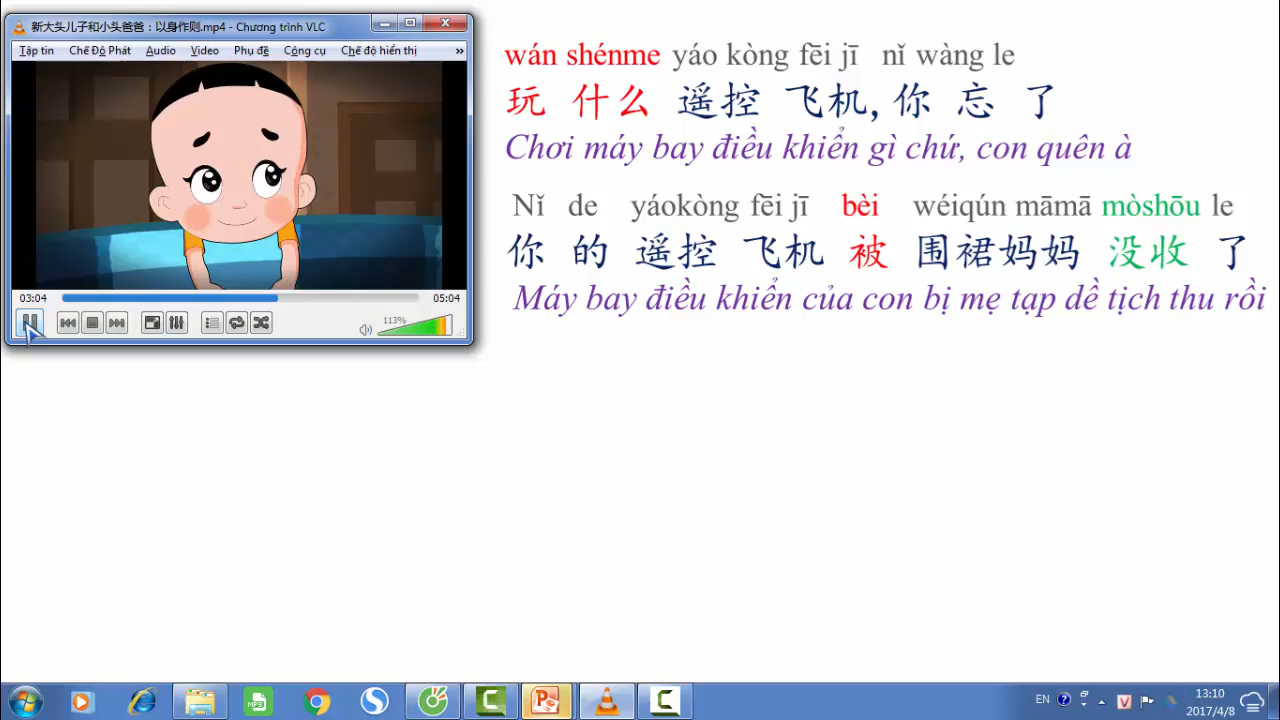 新大头儿子和小头爸爸：以身作则.mp4 - Chương trình VLC
Tập tin Chế Độ Phát Audio Video Phụ đề Công cụ Chế độ hiển thị »
03:04 05:04
113%
wán shénme yáo kòng fēi jī nǐ wàng le
玩 什么 遥控 飞机,你 忘 了
Chơi máy bay điều khiển gì chứ, con quên à
Nǐ de yáokòng fēi jī bèi wéiqún māmā mòshōu le
你 的 遥控 飞机 被 围裙妈妈 没收 了
Máy bay điều khiển của con bị mẹ tạp dề tịch thu rồi
MP3
EN
13:10
2017/4/8